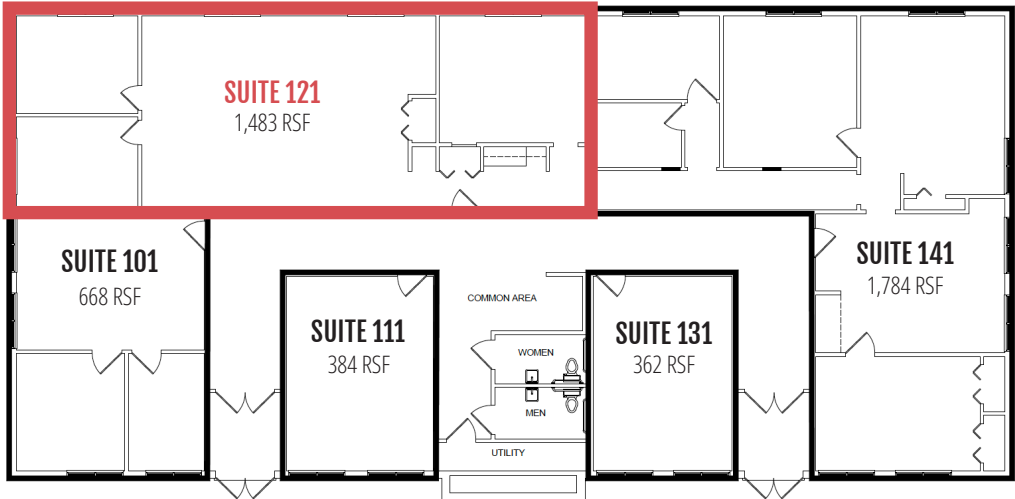 SUITE 121
1,483 RSF
SUITE 101
668 RSF
SUITE 111
384 RSF
COMMON AREA
WOMEN
MEN
UTILITY
SUITE 131
362 RSF
SUITE 141
1,784 RSF